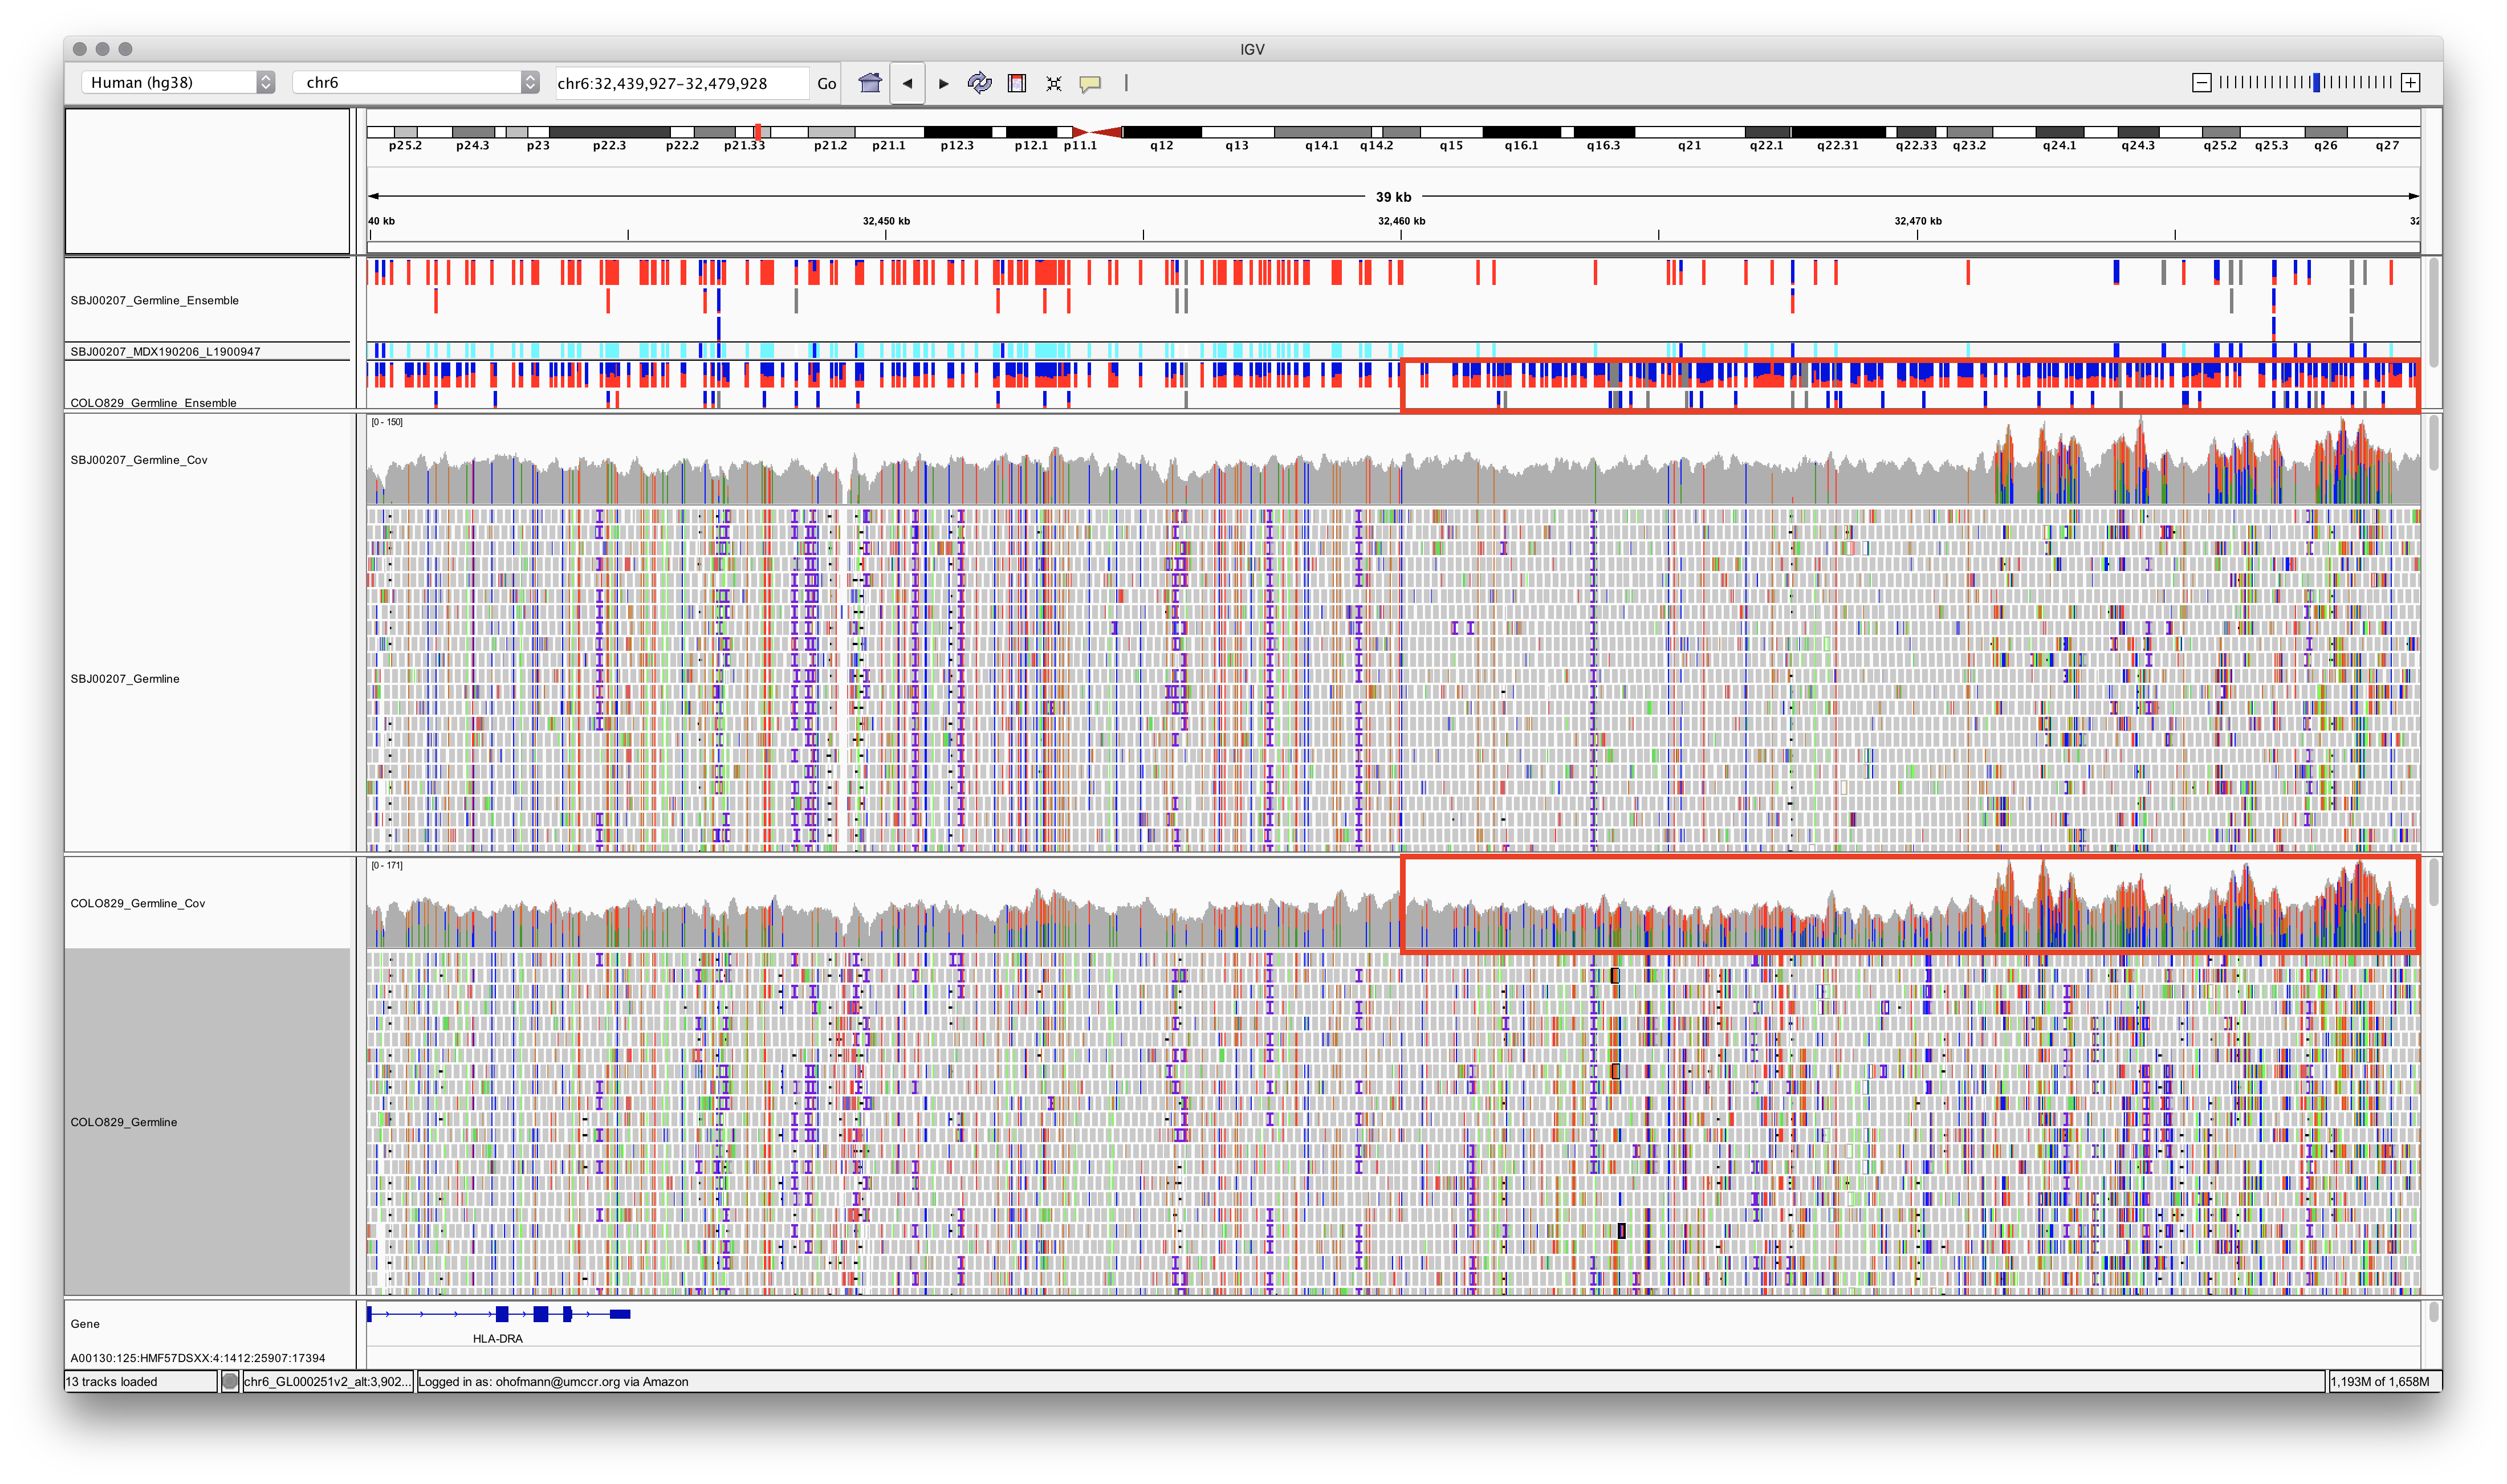 IGV
Human (hg38)
chr6
chr6:32,439,927-32,479,928
Go
p25.2 p24.3 p23 p22.3 p22.2 p21.33 p21.2 p21.1 p12.3 p12.1 p11.1 q12 q13 q14.1 q14.2 q15 q16.1 q16.3 q21 q22.1 q22.31 q22.33 q23.2 q24.1 q24.3 q25.2 q25.3 q26 q27
39 kb
40 kb 32,450 kb 32,460 kb 32,470 kb 32
SBJ00207_Germline_Ensemble
SBJ00207_MDX190206_L1900947
COLO829_Germline_Ensemble
[0 - 150]
SBJ00207_Germline_Cov
SBJ00207_Germline
[0 - 171]
COLO829_Germline_Cov
COLO829_Germline
Gene
HLA-DRA
A00130:125:HMF57DSXX:4:1412:25907:17394
13 tracks loaded
chr6_GL000251v2_alt:3,902...
Logged in as: ohofmann@umccr.org via Amazon
1,193M of 1,658M